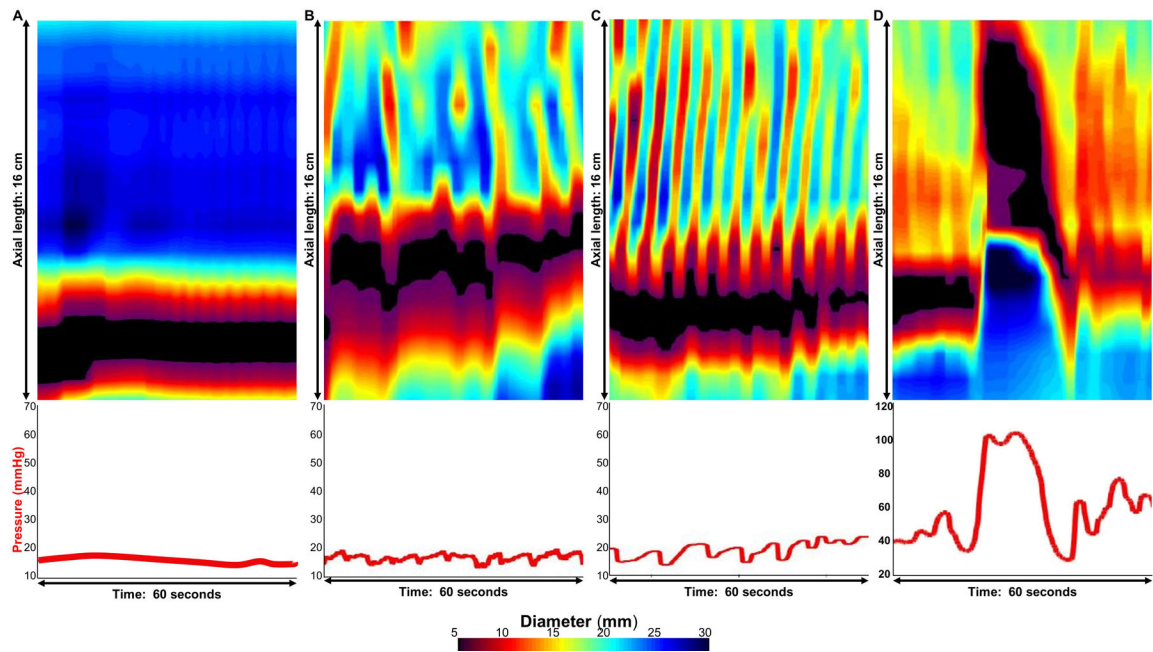 A
B
C
D
Axial length: 16 cm
Axial length: 16 cm
Axial length: 16 cm
Axial length: 16 cm
Pressure (mmHg)
70
60
50
40
30
20
10
70
60
50
40
30
20
10
70
60
50
40
30
20
10
120
100
80
60
40
20
Time: 60 seconds
Time: 60 seconds
Time: 60 seconds
Time: 60 seconds
Diameter (mm)
5 10 15 20 25 30